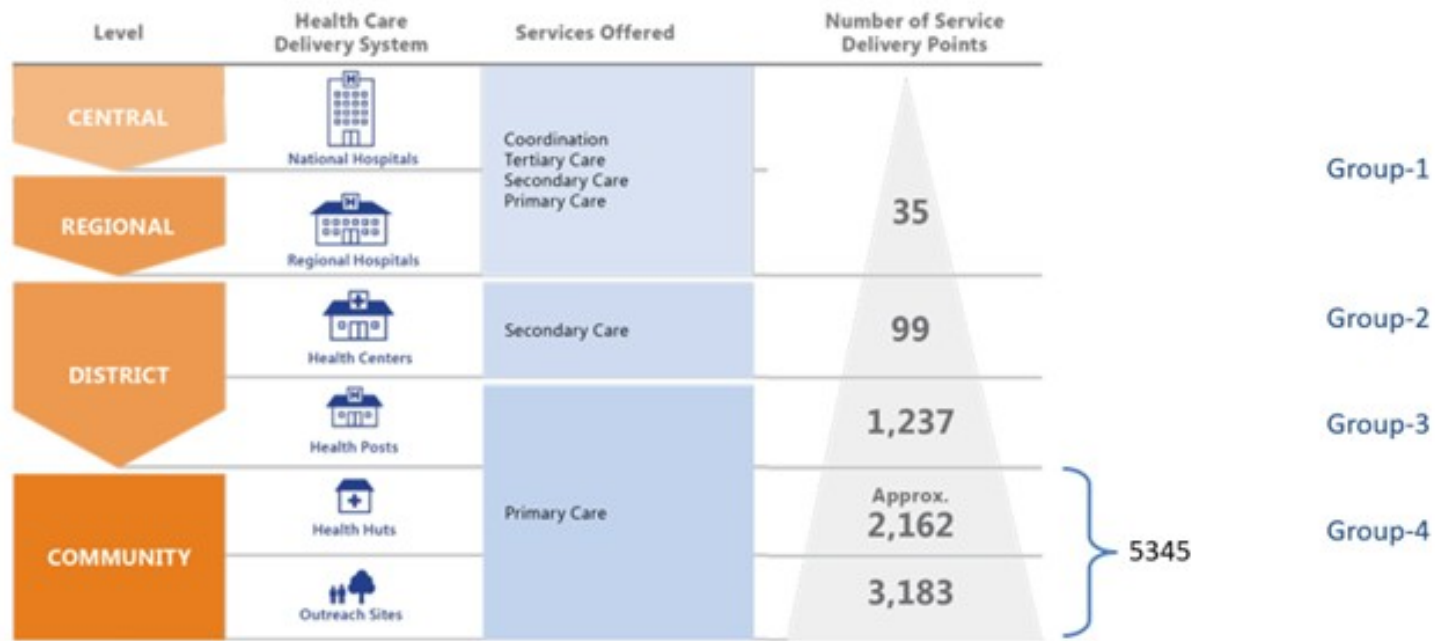 Level
Health Care
Delivery System
Services Offered
Number of Service
Delivery Points
CENTRAL
H
National Hospitals
Coordination
Tertiary Care
Secondary Care
Primary Care
Group-1
REGIONAL
H
Regional Hospitals
35
DISTRICT
Health Centers
Secondary Care
99
Group-2
H
Health Posts
1,237
Group-3
COMMUNITY
Health Huts
Primary Care
Approx.
2,162
5345
Group-4
Outreach Sites
3,183